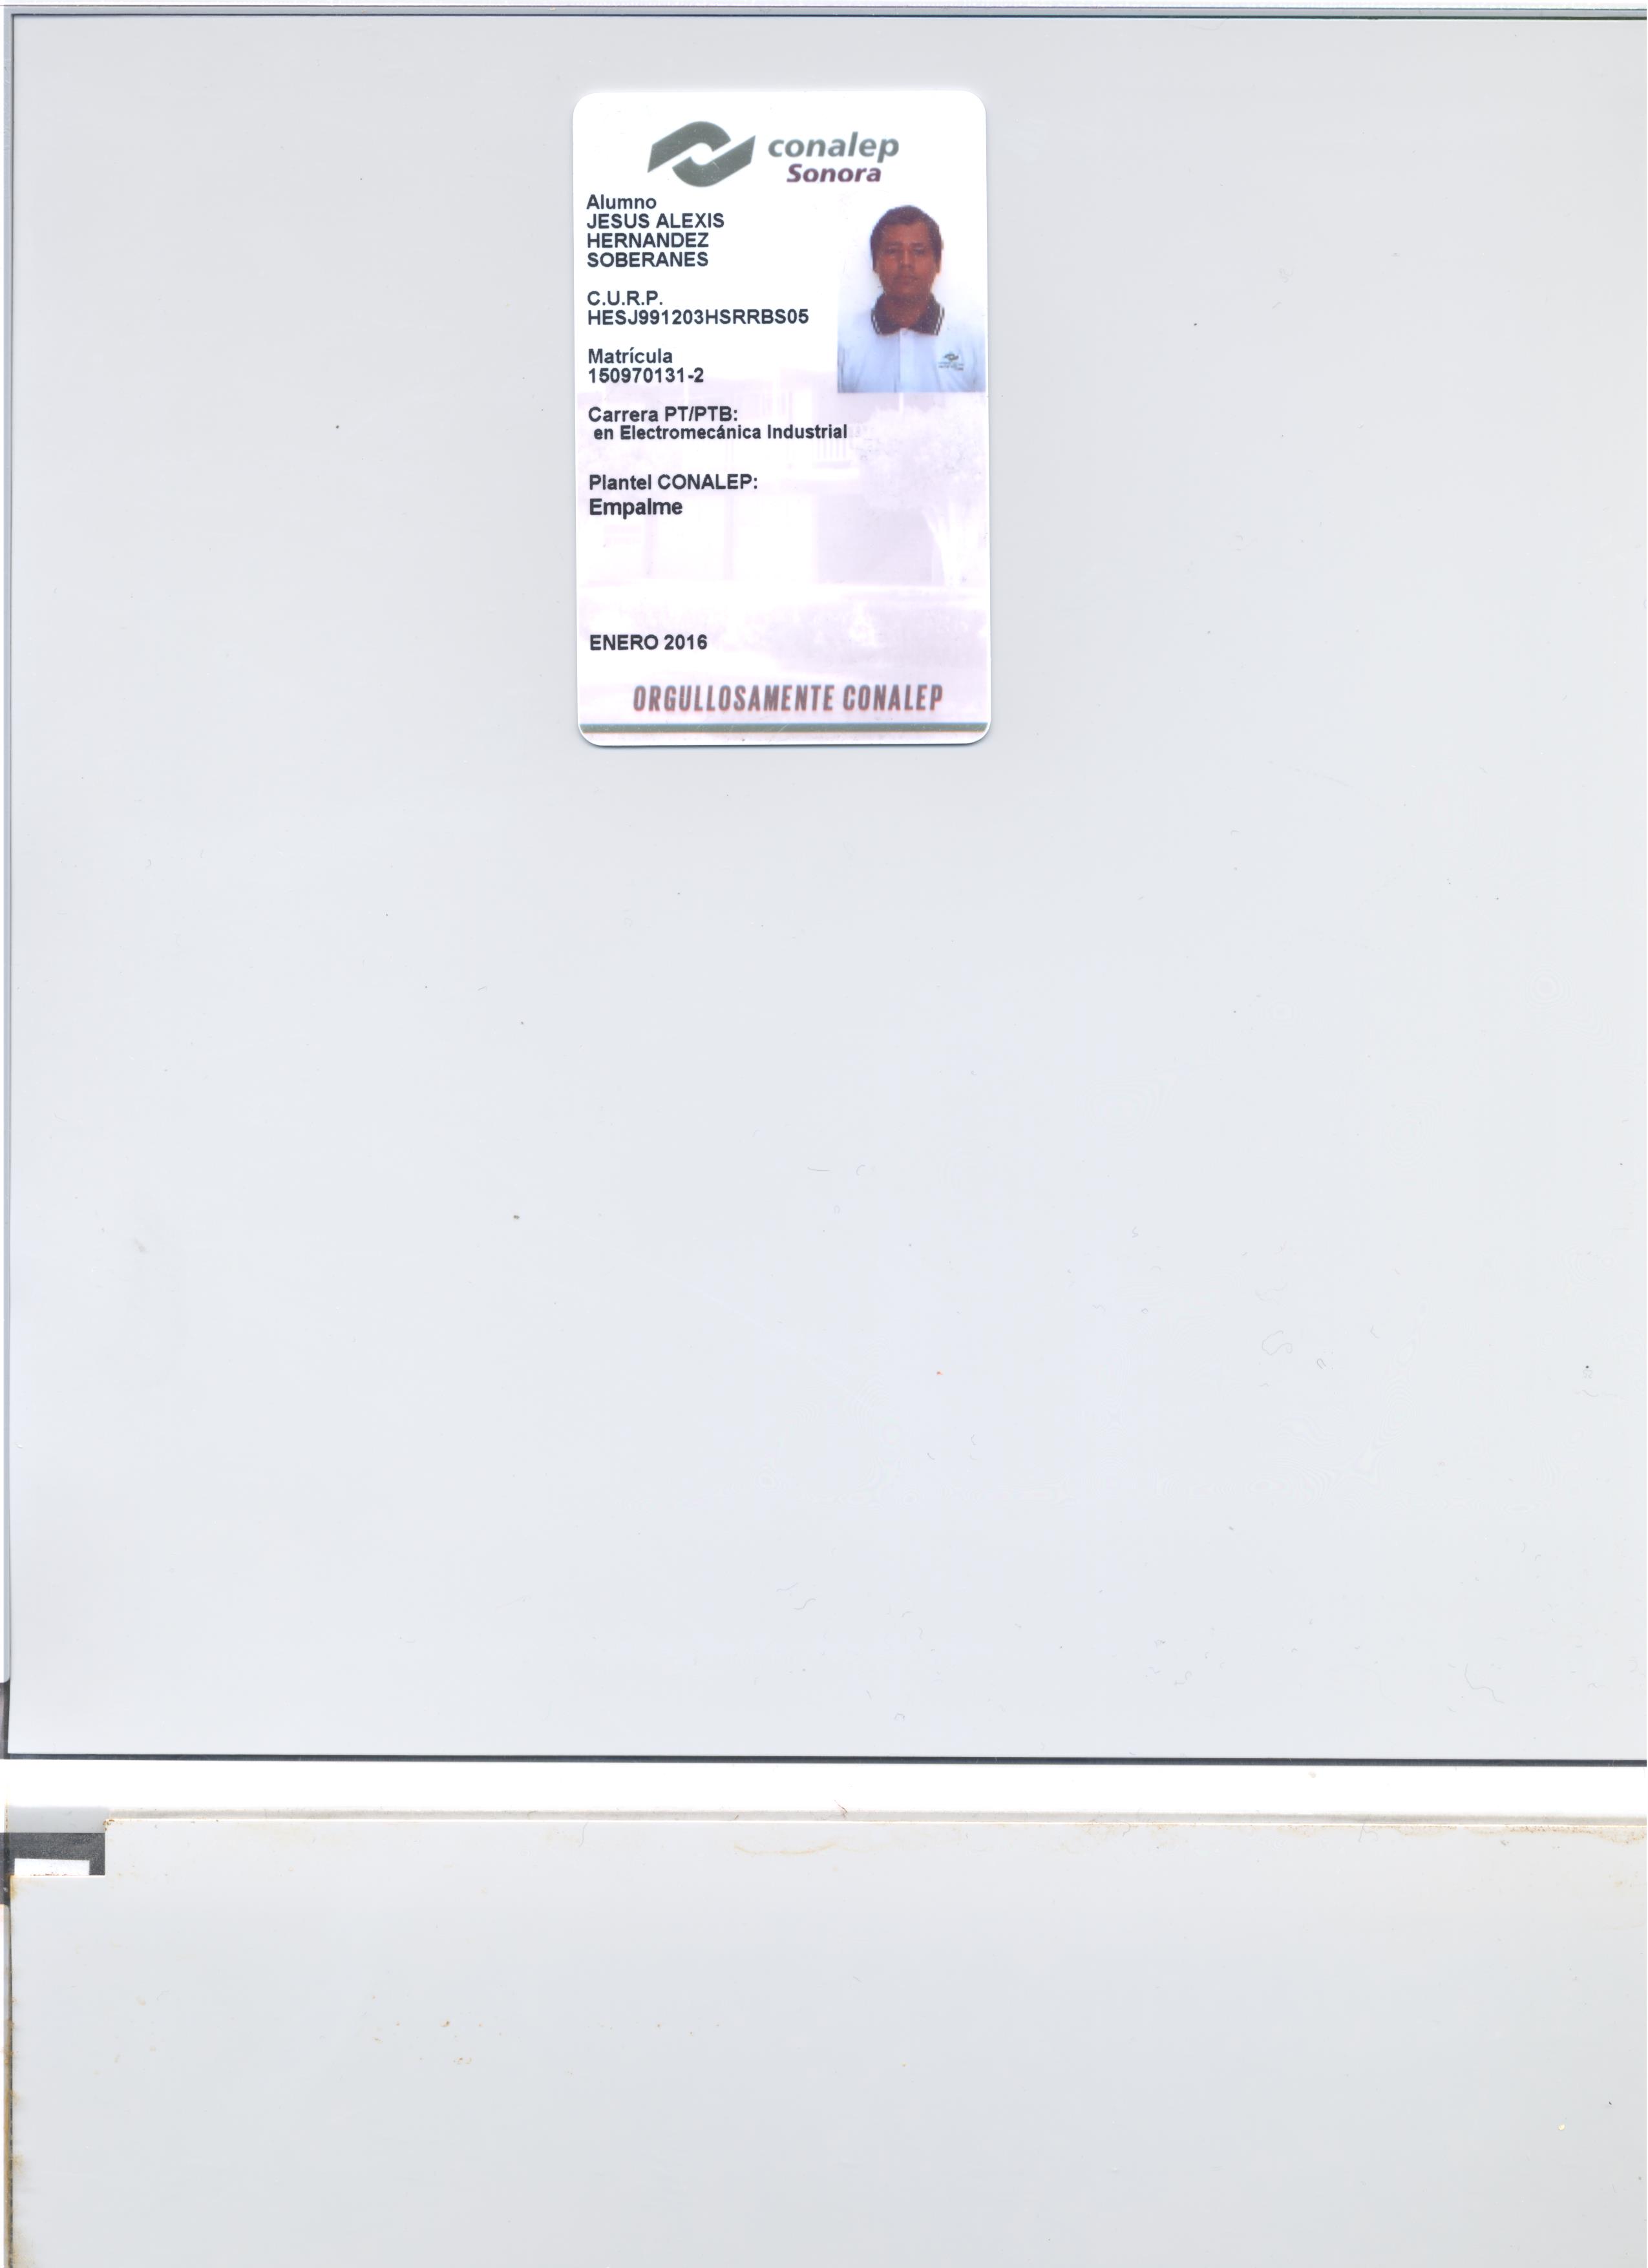 conalep
Sonora
Alumno
JESUS ALEXIS
HERNANDEZ
SOBERANES
C.U.R.P.
HESJ991203HSRRBS05
Matrícula
150970131-2
Carrera PT/PTB:
en Electromecánica Industrial
Plantel CONALEP:
Empalme
ENERO 2016
ORGULLOSAMENTE CONALEP